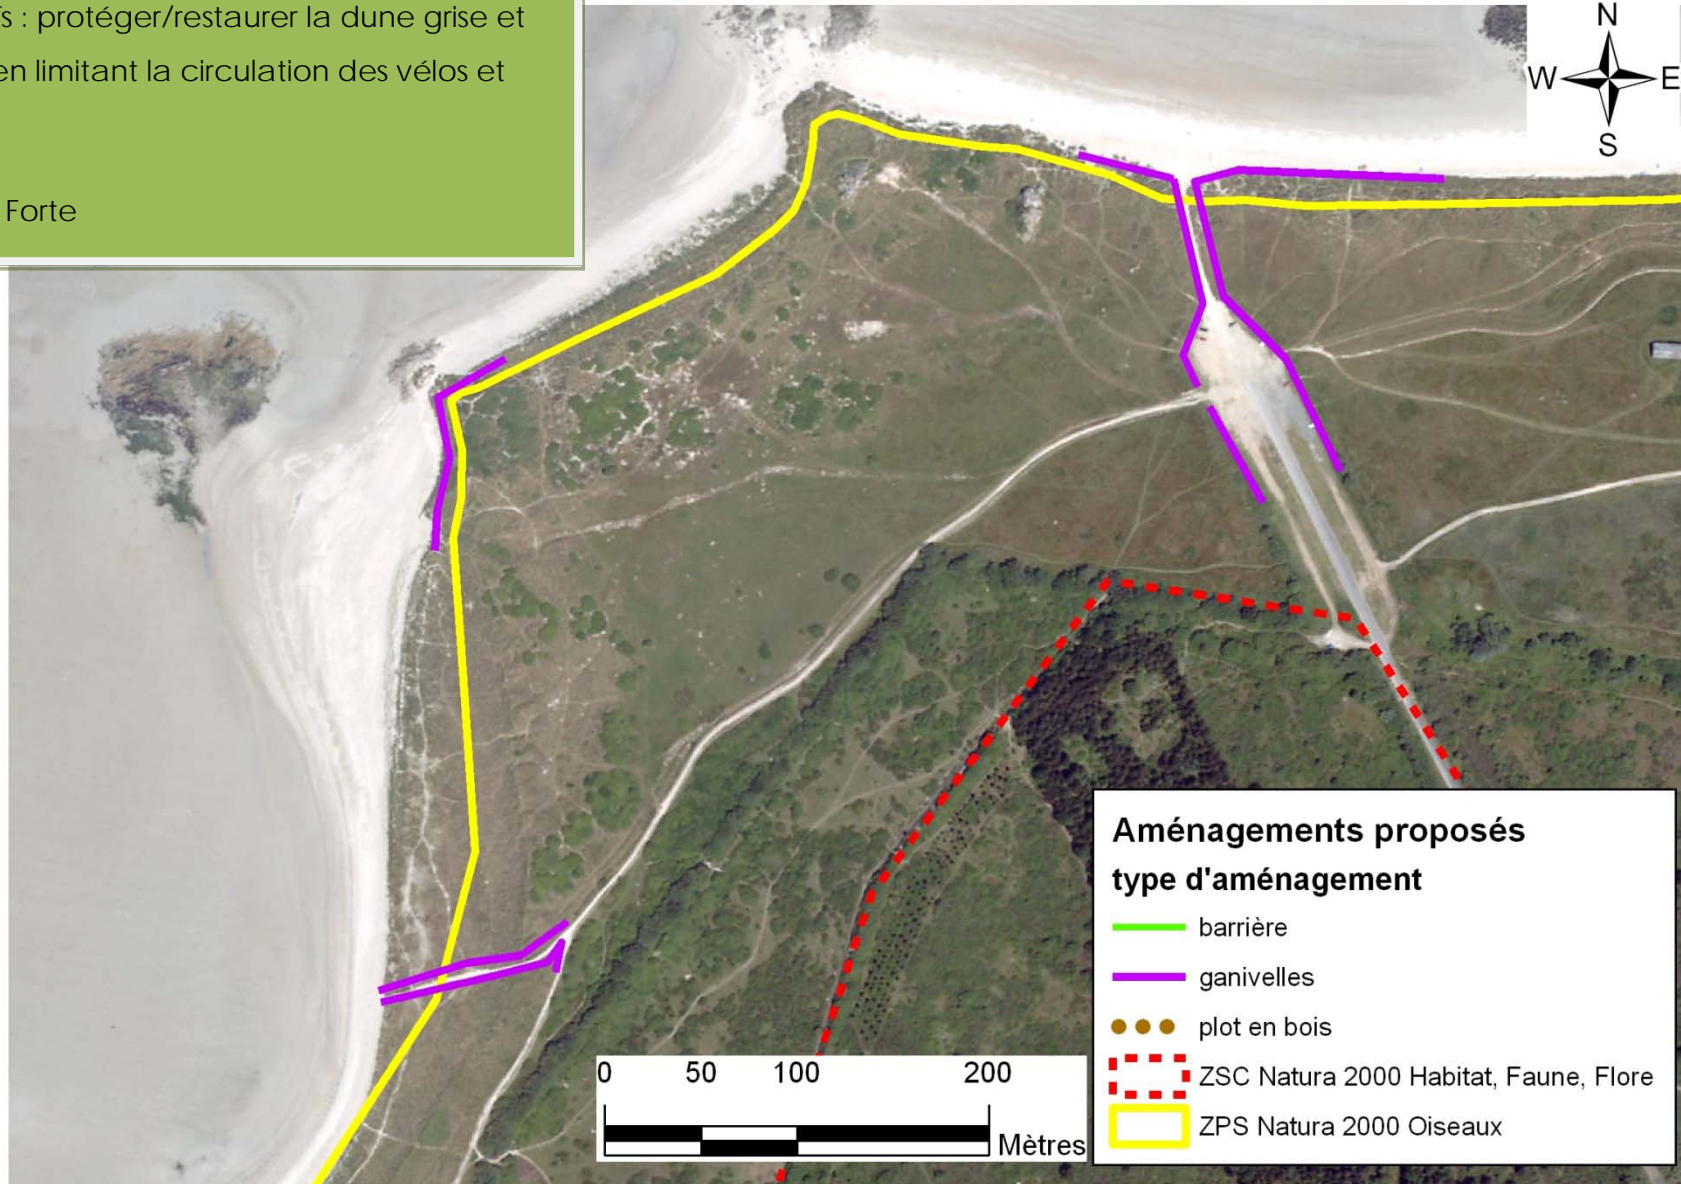 fs : protéger/restaurer la dune grise et
en limitant la circulation des vélos et
Forte
N
W E
S
Aménagements proposés
type d'aménagement
barrière
ganivelles
plot en bois
ZSC Natura 2000 Habitat, Faune, Flore
ZPS Natura 2000 Oiseaux
0 50 100 200
Mètres